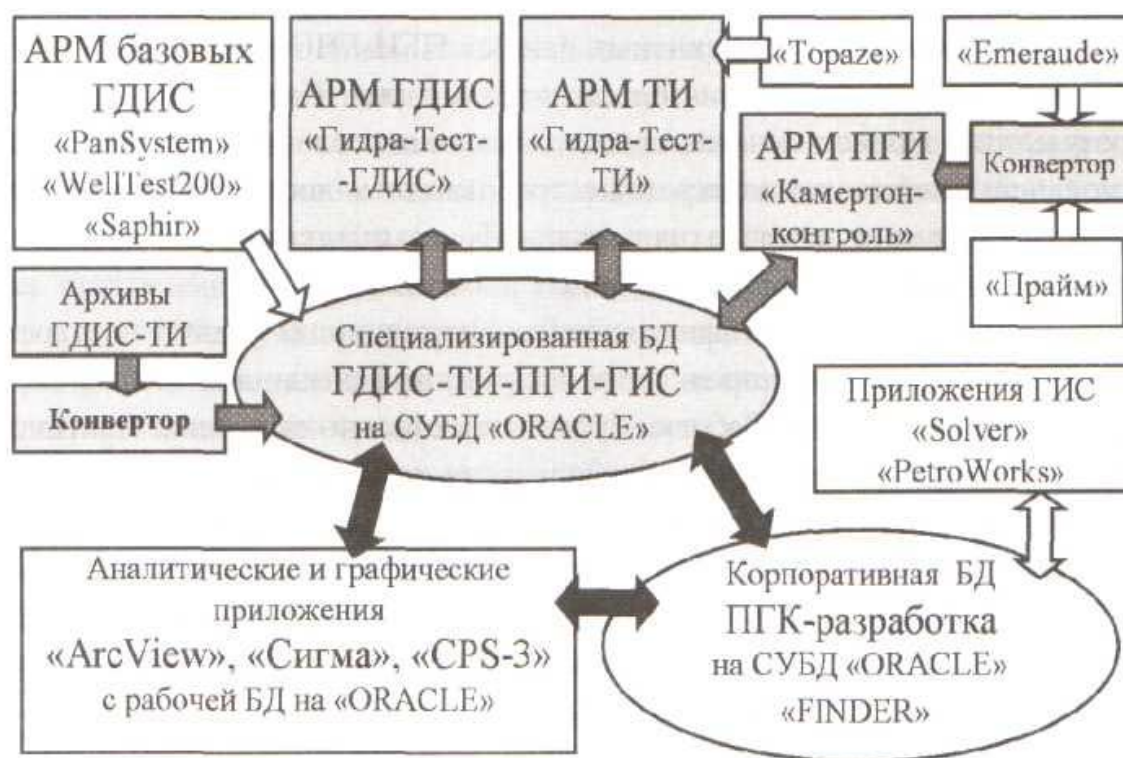 АРМ базовых
ГДИС
«PanSystem»
«WellTest200»
«Saphir»
АРМ ГДИС
«Гидра-Тест-
-ГДИС»
АРМ ТИ
«Гидра-Тест-
ТИ»
«Topaze»
«Emeraude»
АРМ ПГИ
«Камертон-
контроль»
Конвертор
«Прайм»
Архивы
ГДИС-ТИ
Конвертор
Специализированная БД
ГДИС-ТИ-ПГИ-ГИС
на СУБД «ORACLE»
Приложения ГИС
«Solver»
«PetroWorks»
Аналитические и графические
приложения
«ArcView», «Сигма», «CPS-3»
с рабочей БД на «ORACLE»
Корпоративная БД
ПГК-разработка
на СУБД «ORACLE»
«FINDER»